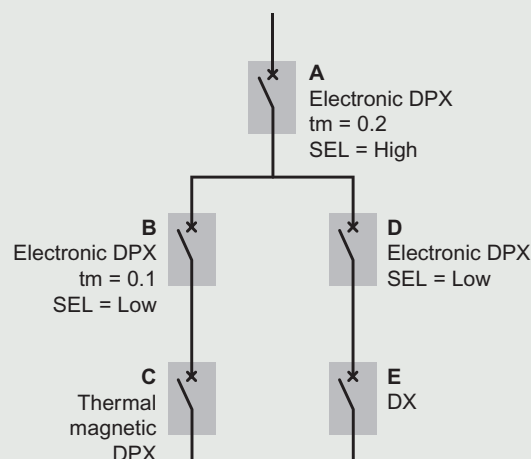 A
Electronic DPX
tm = 0.2
SEL = High
B
Electronic DPX
tm = 0.1
SEL = Low
D
Electronic DPX
SEL = Low
C
Thermal
magnetic
DPX
E
DX